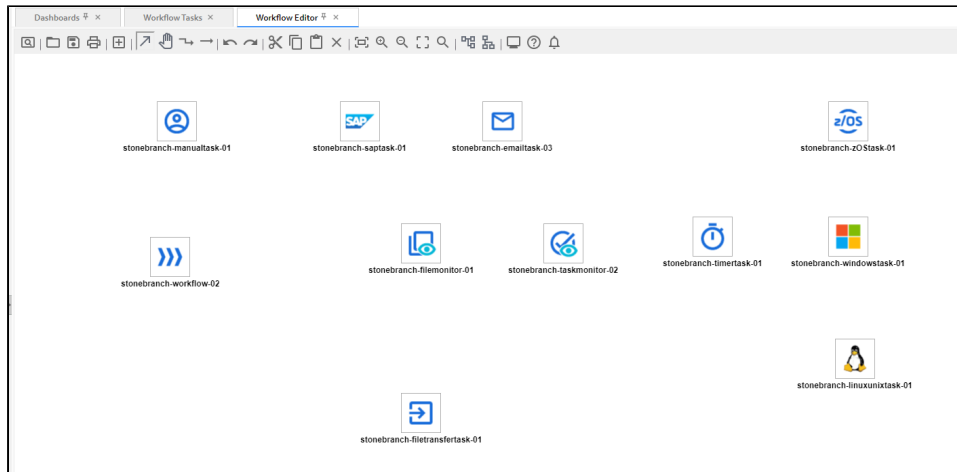 Dashboards
Workflow Tasks
Workflow Editor
SAP
z/OS
stonebranch-manualtask-01
stonebranch-saptask-01
stonebranch-emailtask-03
stonebranch-zOStask-01
stonebranch-workflow-02
stonebranch-filemonitor-01
stonebranch-taskmonitor-02
stonebranch-timertask-01
stonebranch-windowstask-01
stonebranch-linuxunixtask-01
stonebranch-filetransfertask-01